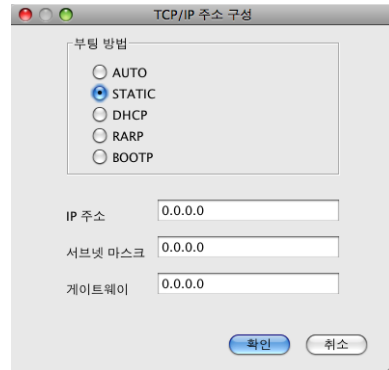 TCP/IP 주소 구성
부팅 방법
AUTO
STATIC
DHCP
RARP
BOOTP
IP 주소 0.0.0.0
서브넷 마스크 0.0.0.0
게이트웨이 0.0.0.0
확인 취소